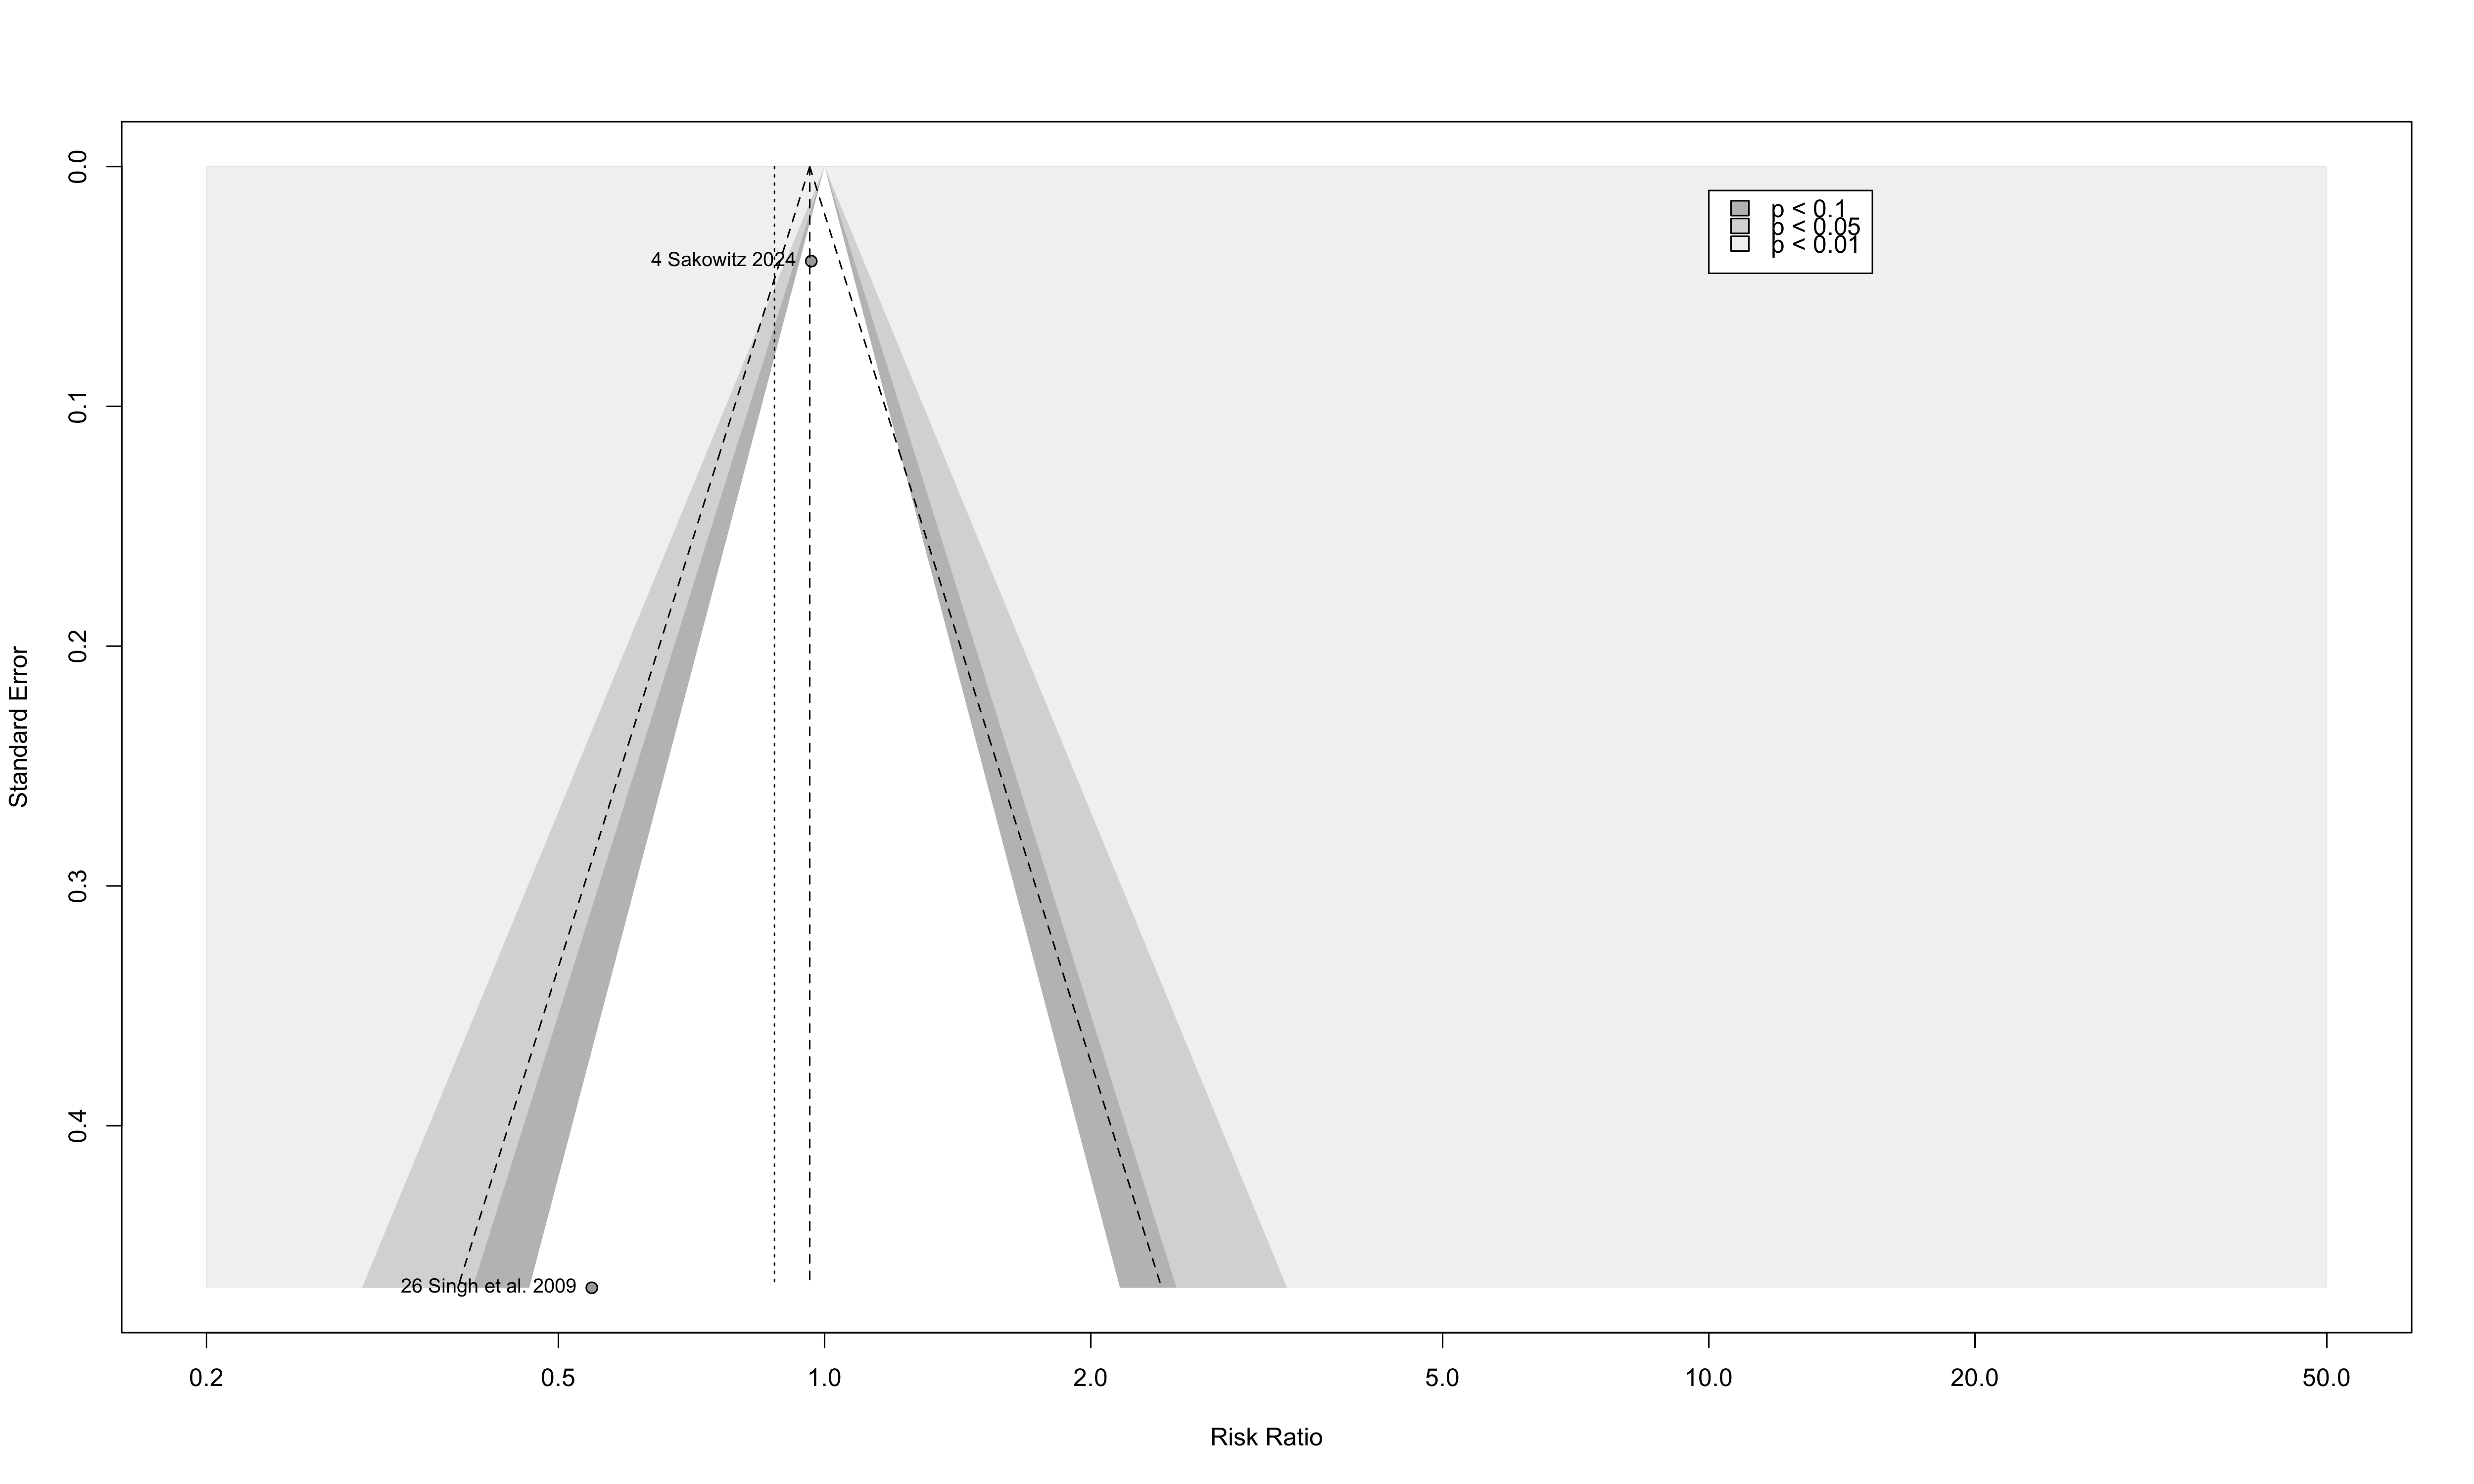 0.0
0.1
0.2
0.3
0.4
Standard Error
4 Sakowitz 2024
p < 0.1
p < 0.05
p < 0.01
26 Singh et al. 2009
0.2 0.5 1.0 2.0 5.0 10.0 20.0 50.0
Risk Ratio